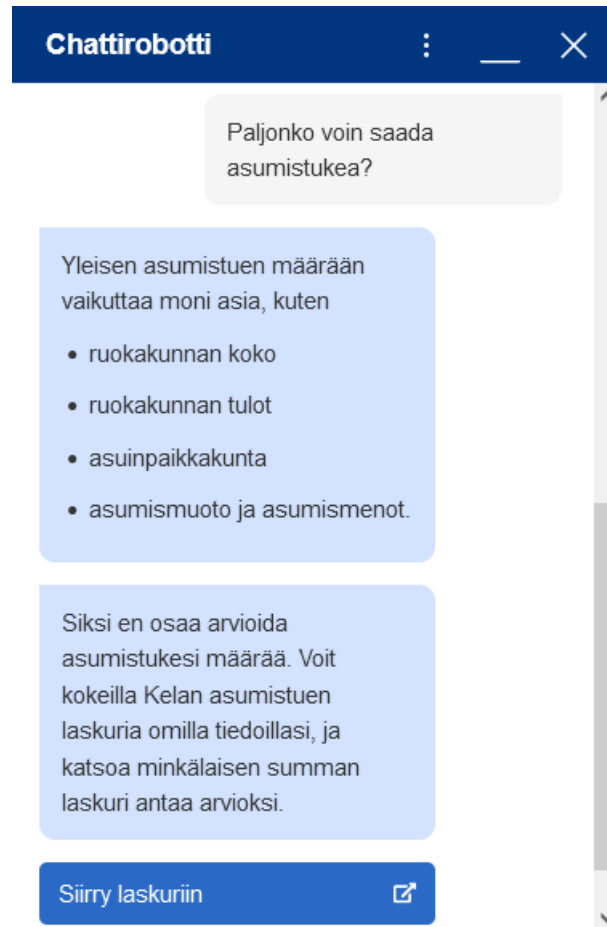 Chattirobotti
Paljonko voin saada
asumistukea?
Yleisen asumistuen määrään
vaikuttaa moni asia, kuten
• ruokakunnan koko
• ruokakunnan tulot
• asuinpaikkakunta
• asumismuoto ja asumismenot.
Siksi en osaa arvioida
asumistukesi määrää. Voit
kokeilla Kelan asumistuen
laskuria omilla tiedoillasi, ja
katsoa minkälaisen summan
laskuri antaa arvioksi.
Siirry laskuriin